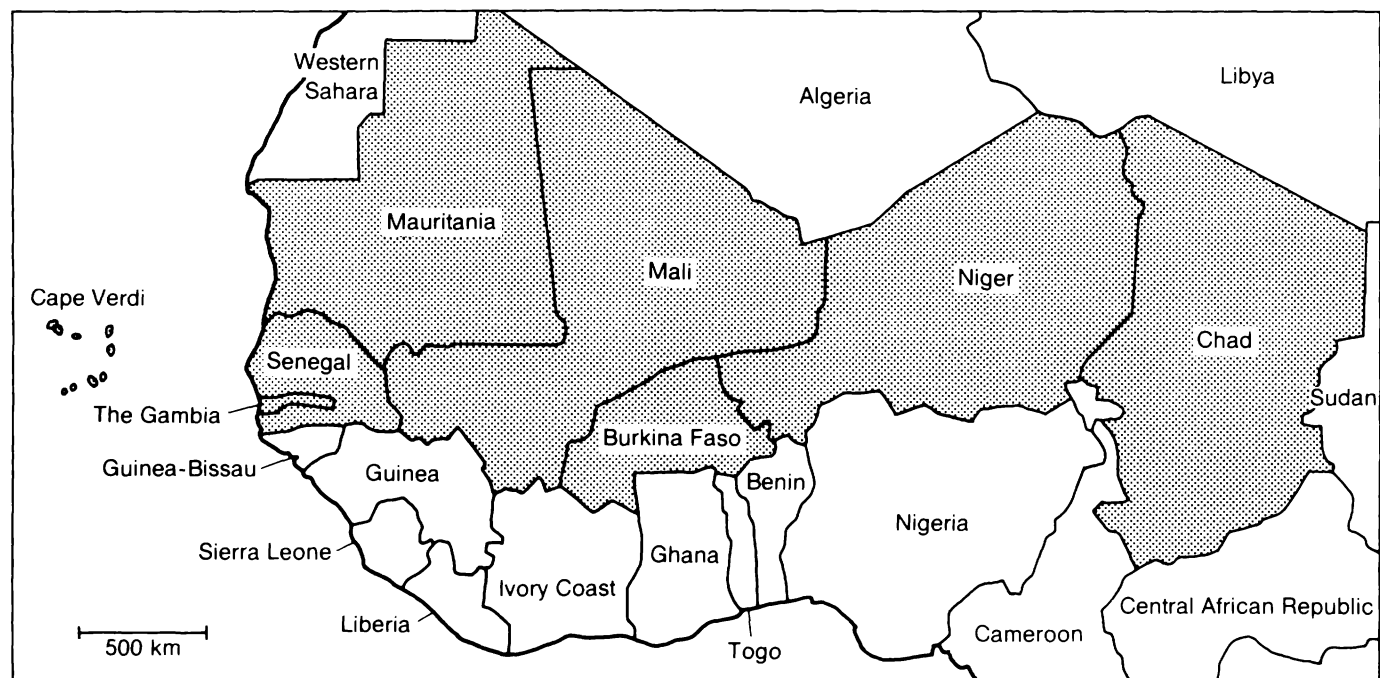 Western
Sahara
Algeria
Libya
Mauritania
Mali
Niger
Cape Verdi
Chad
Senegal
Sudan
The Gambia
Burkina Faso
Guinea-Bissau
Guinea
Benin
Nigeria
Sierra Leone
Ghana
Ivory Coast
Central African Republic
Liberia
Cameroon
500 km
Togo